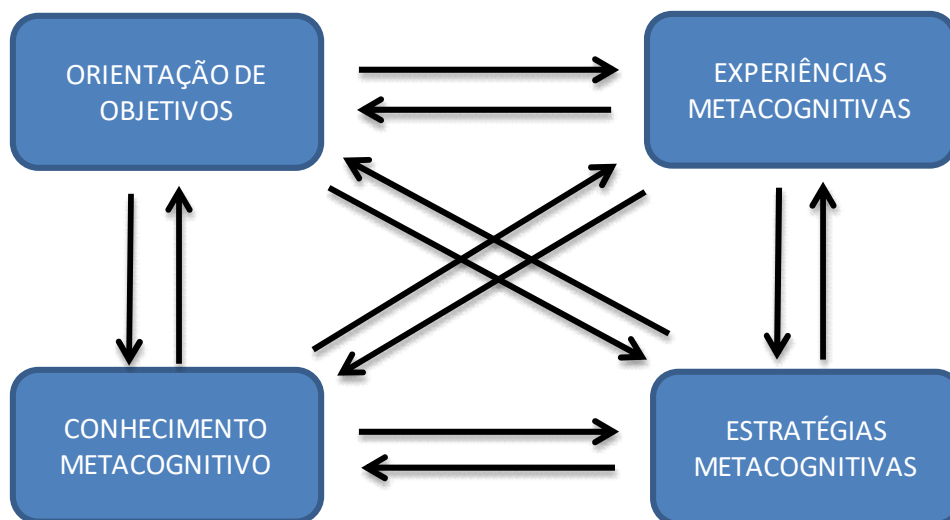 ORIENTAÇÃO DE
OBJETIVOS
EXPERIÊNCIAS
METACOGNITIVAS
CONHECIMENTO
METACOGNITIVO
ESTRATÉGIAS
METACOGNITIVAS